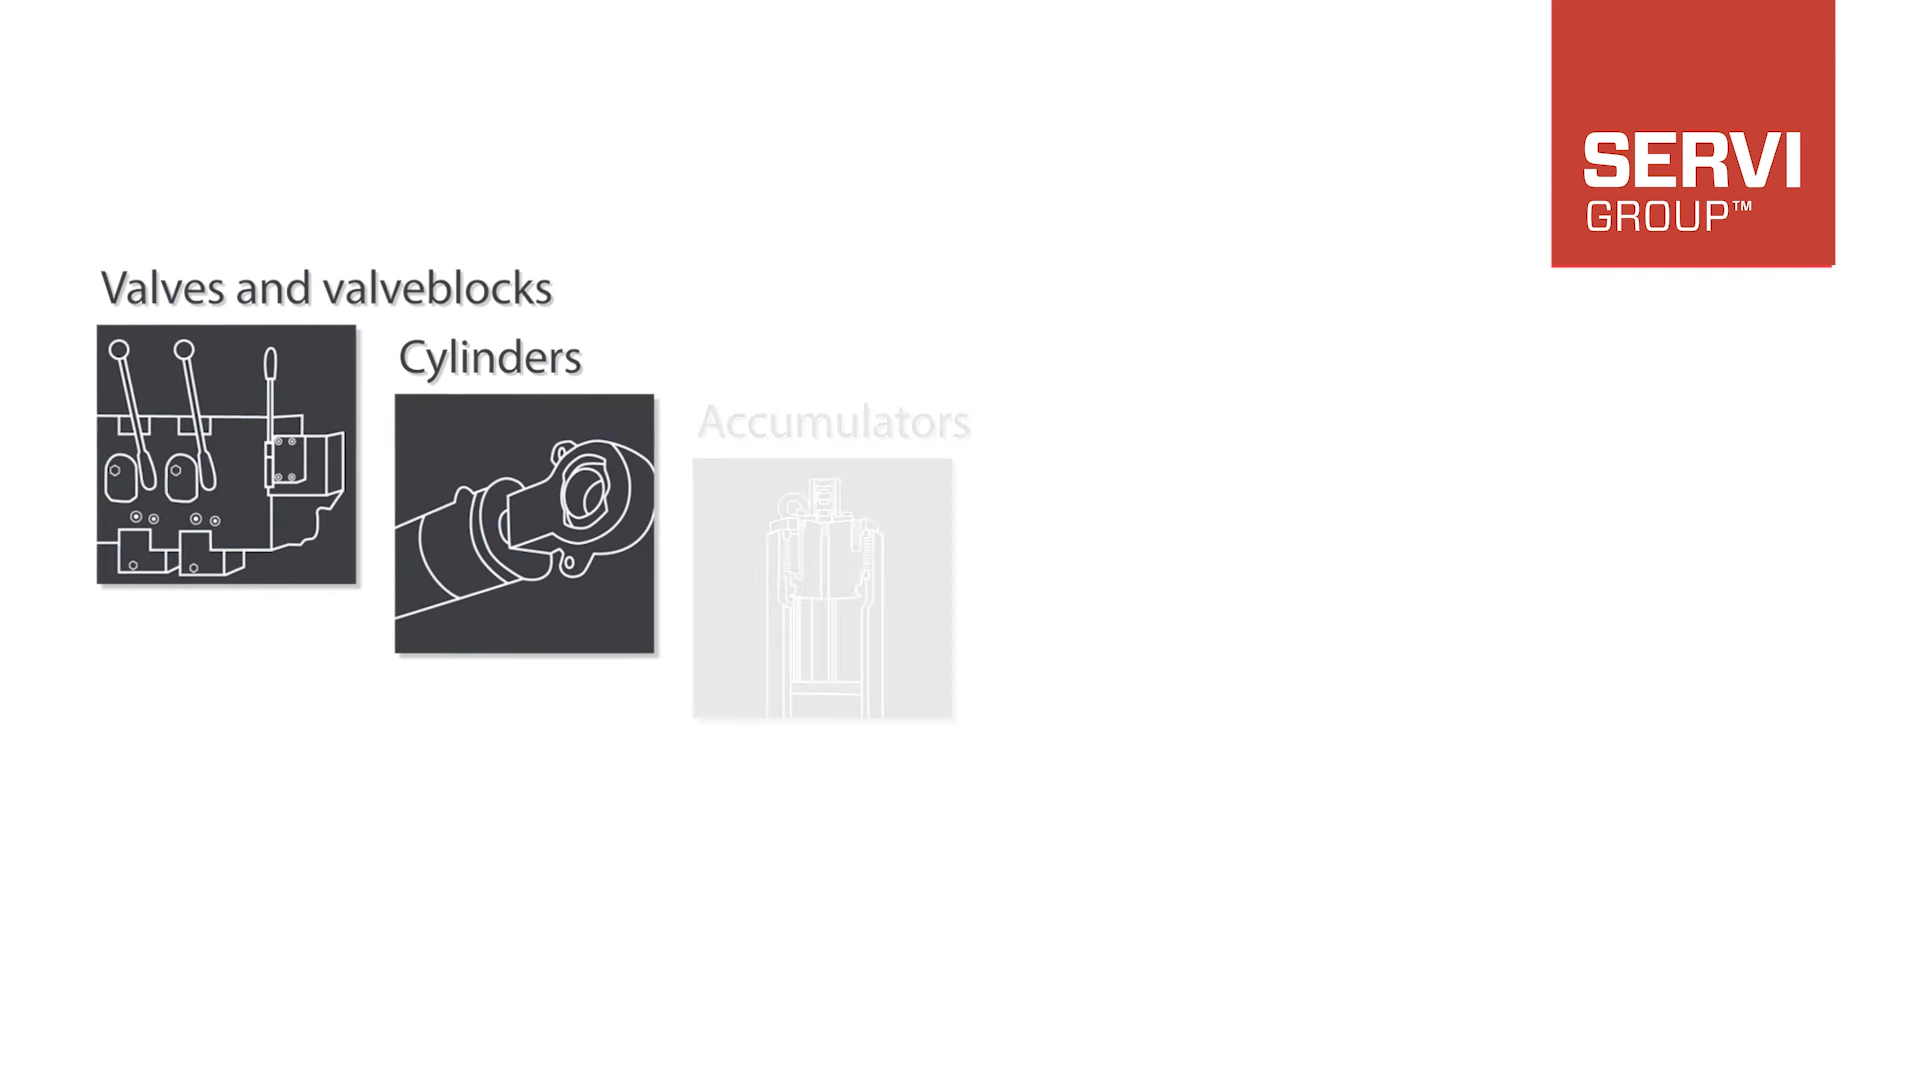 SERVI
GROUP™
Valves and valveblocks
Cylinders
Accumulators